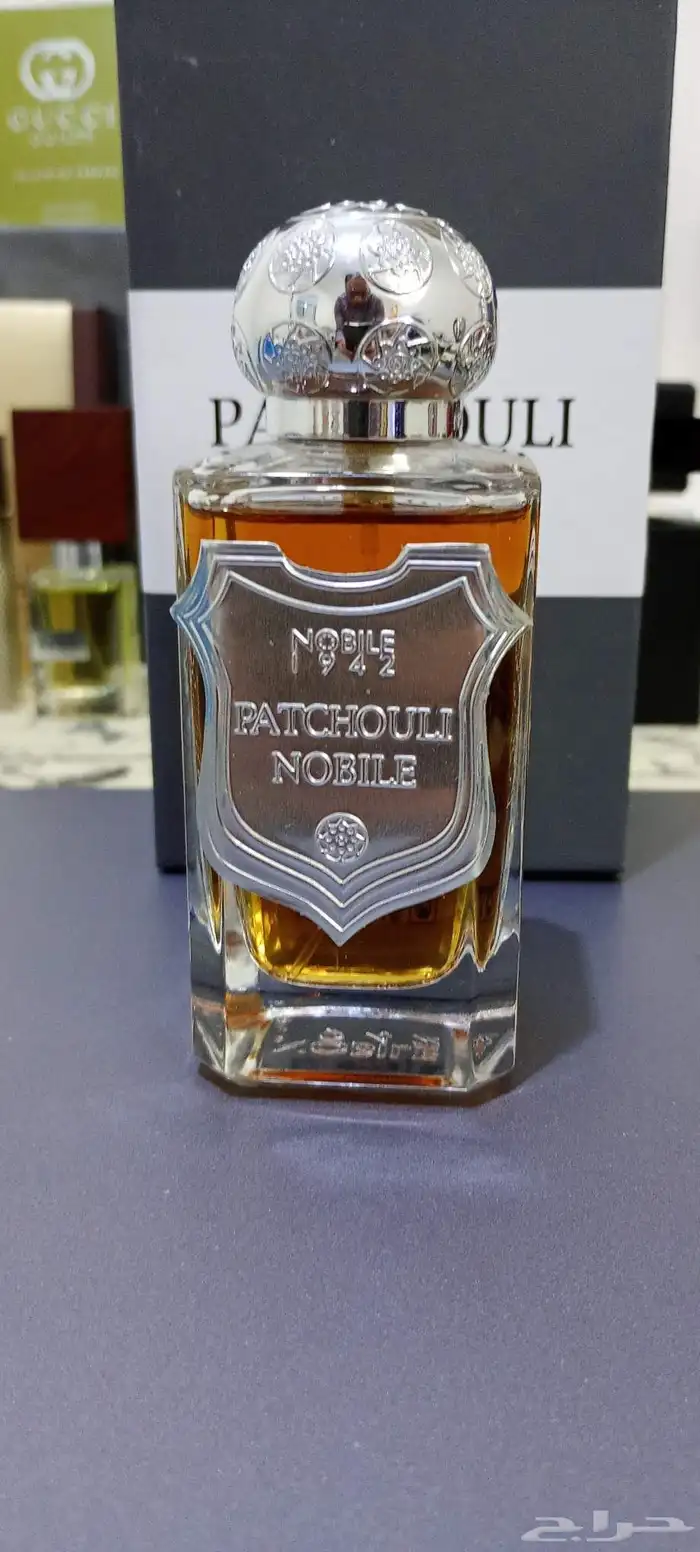 GUCCI
PA OULI
NOBILE
1942
PATCHOULI
NOBILE
حراج